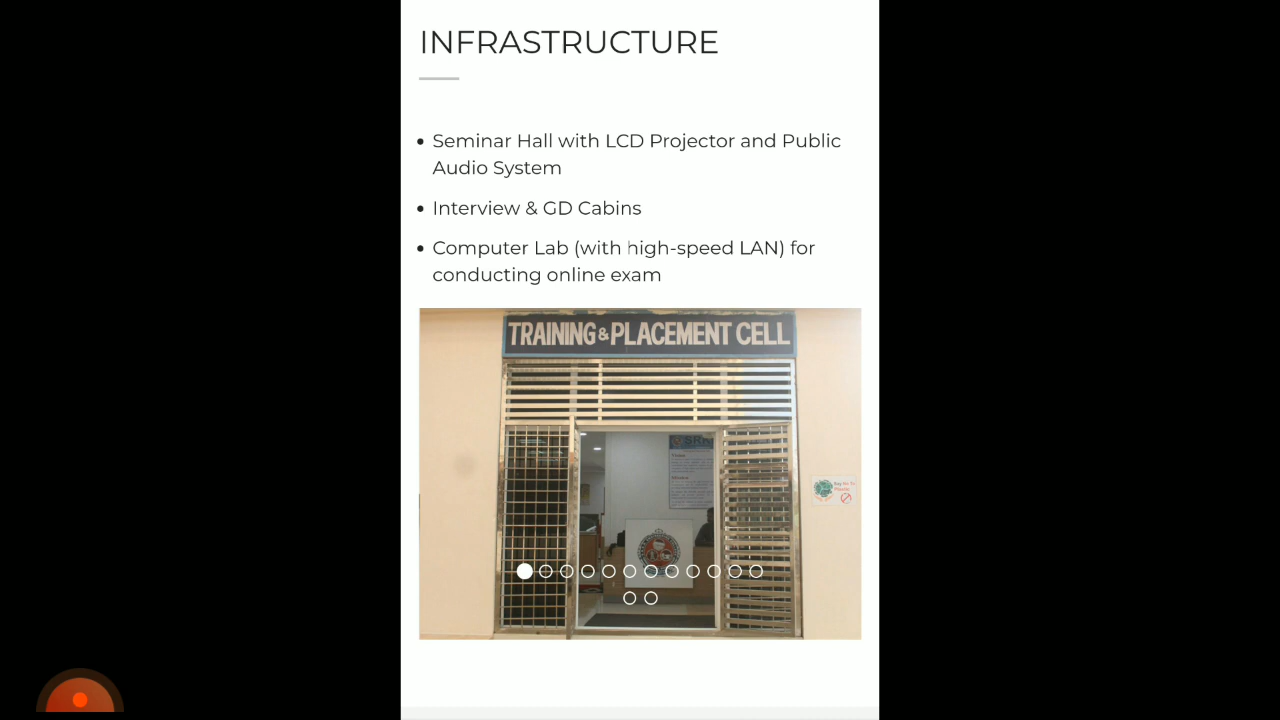 INFRASTRUCTURE
Seminar Hall with LCD Projector and Public
Audio System
Interview & GD Cabins
Computer Lab (with high-speed LAN) for
conducting online exam
TRAINING & PLACEMENT CELL